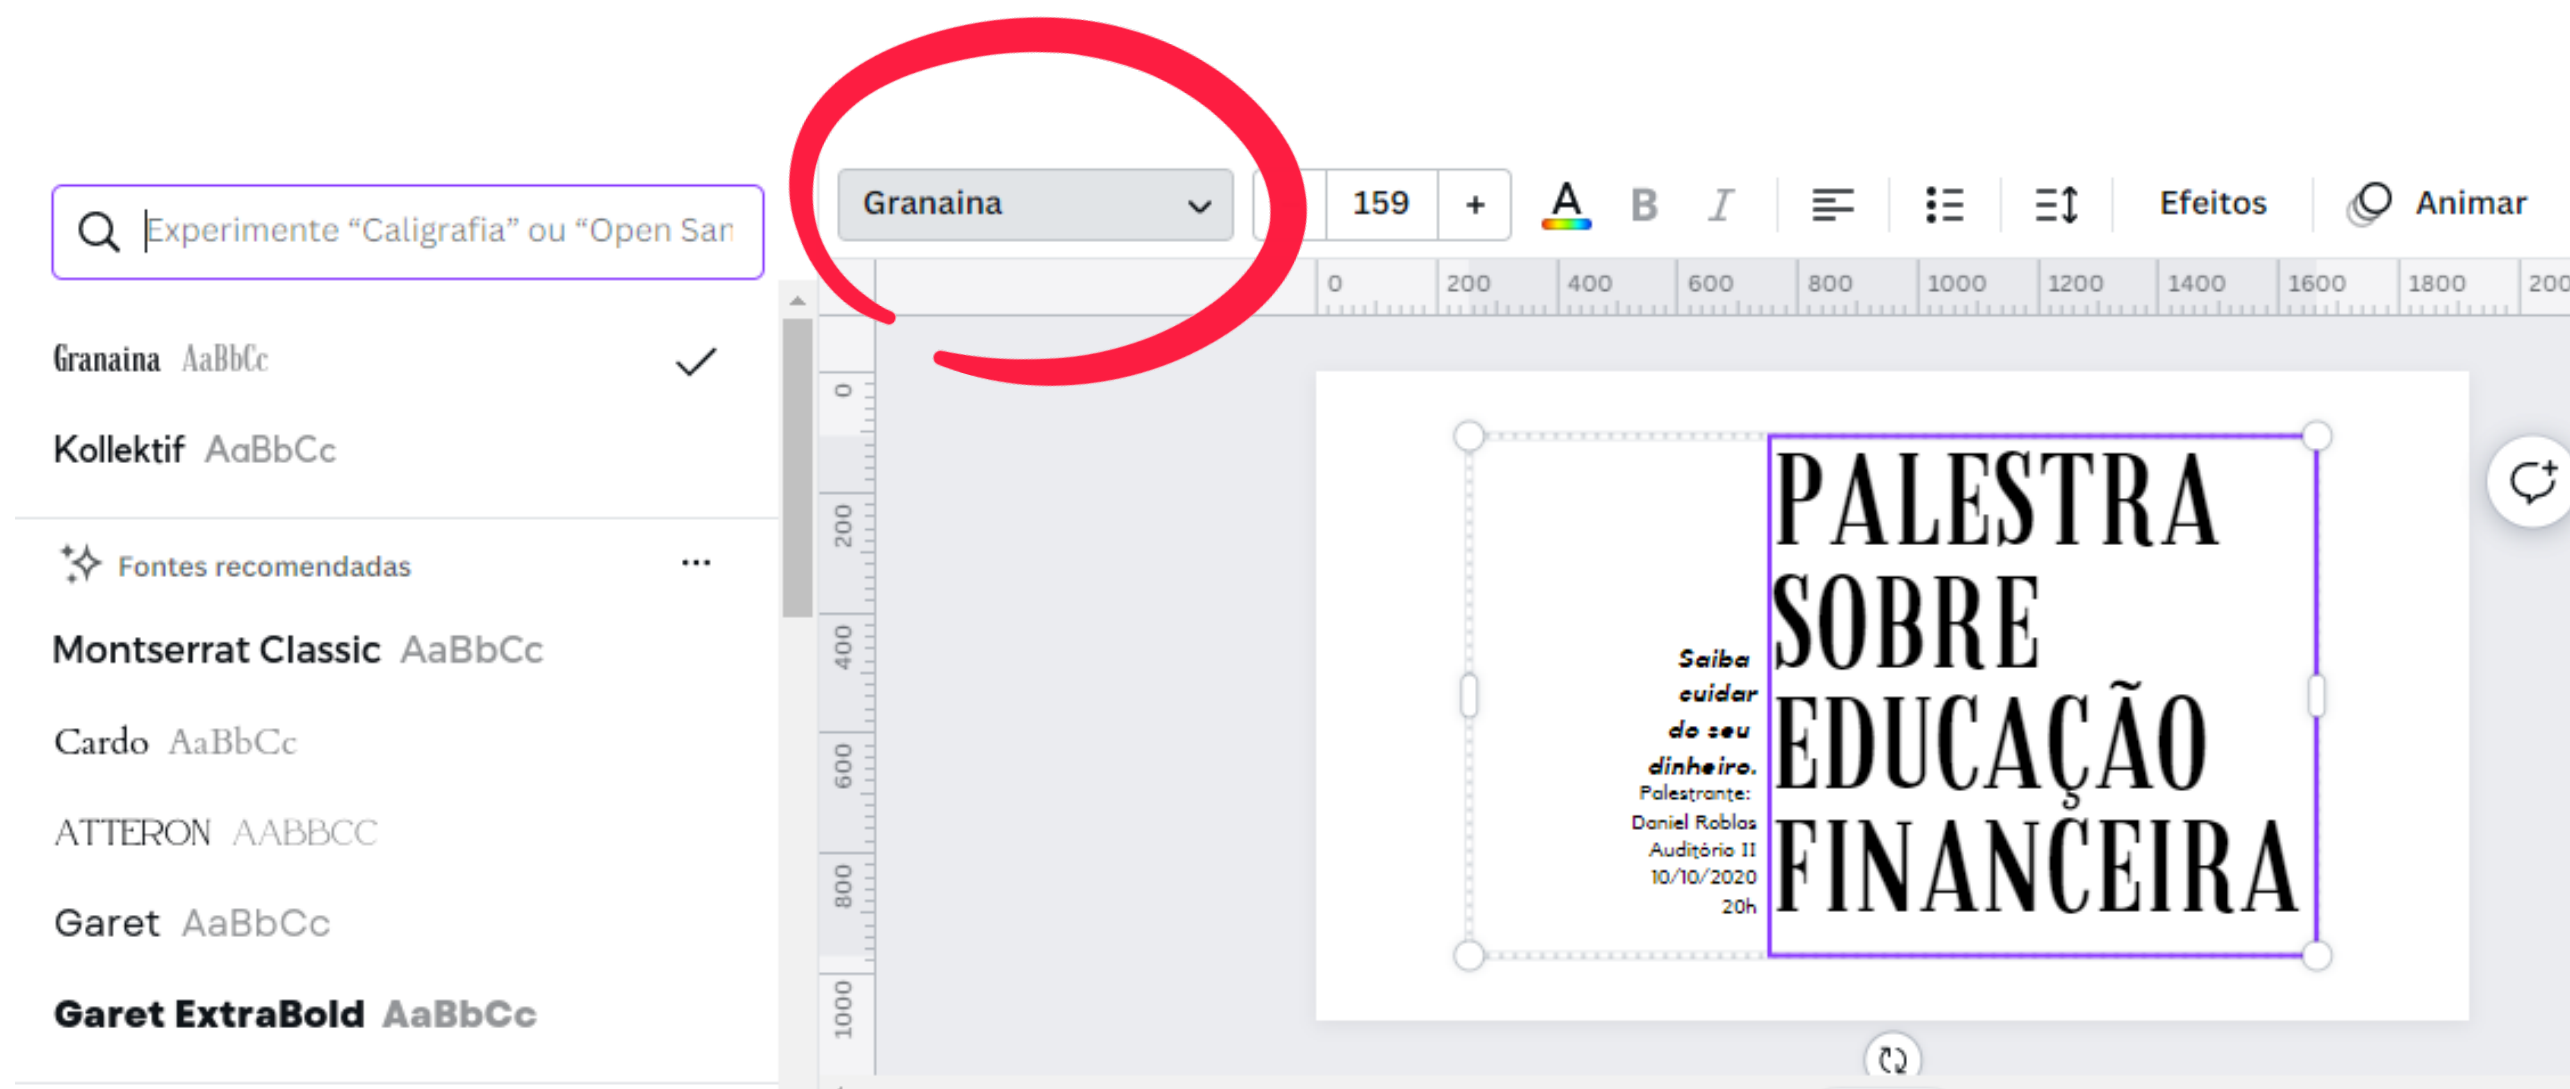 Experimente “Caligrafia” ou “Open San
Granaina AaBbCc
Kollektif AaBbCc
Fontes recomendadas ...
Montserrat Classic AaBbCc
Cardo AaBbCc
ATTERON AABBCC
Garet AaBbCc
Garet ExtraBold AaBbCc
Granaina 159 + A B I Efeitos Animar
0 200 400 600 800 1000 1200 1400 1600 1800 200
0
200
400
600
800
1000
Saiba
cuidar
do seu
dinheiro.
Palestrante:
Daniel Roblas
Auditório II
10/10/2020
20h
PALESTRA
SOBRE
EDUCAÇÃO
FINANCEIRA